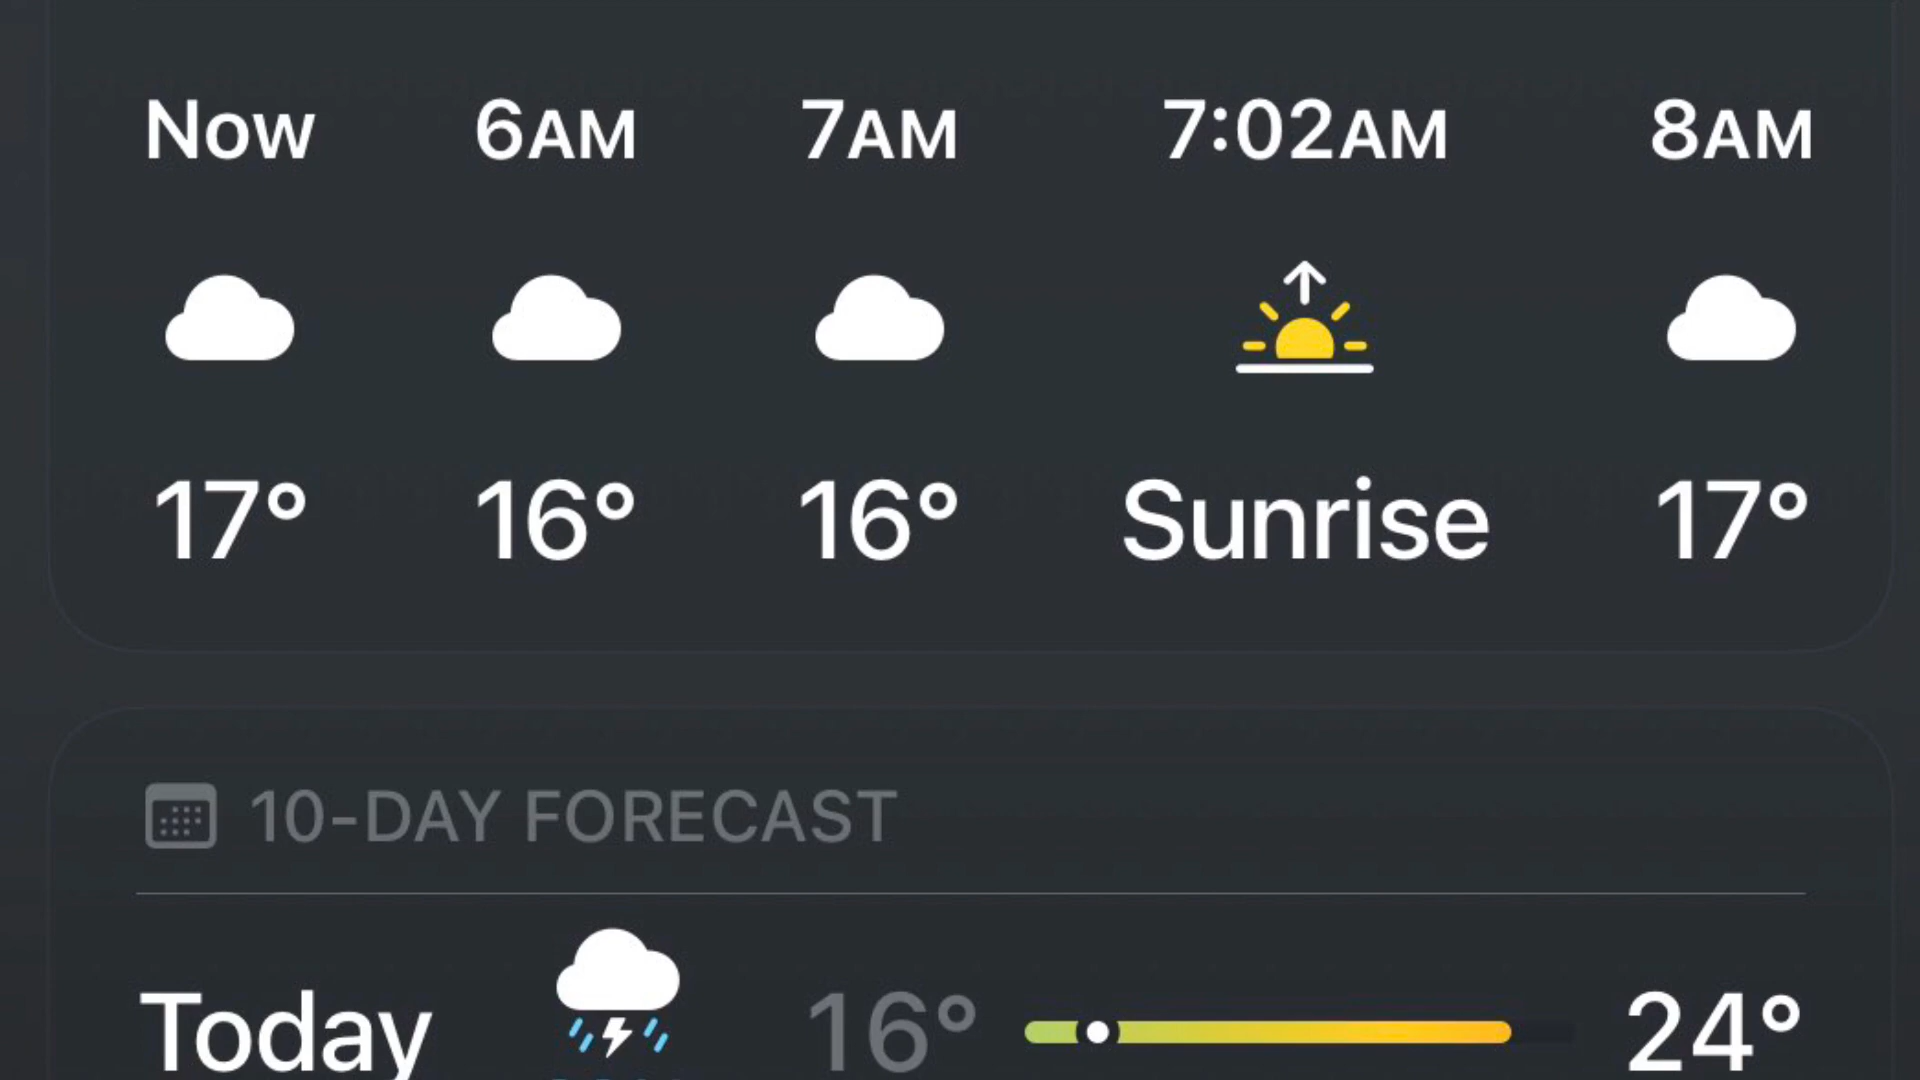 Now 6AM 7AM 7:02AM 8AM
17° 16° 16° Sunrise 17°
10-DAY FORECAST
Today 16° 24°